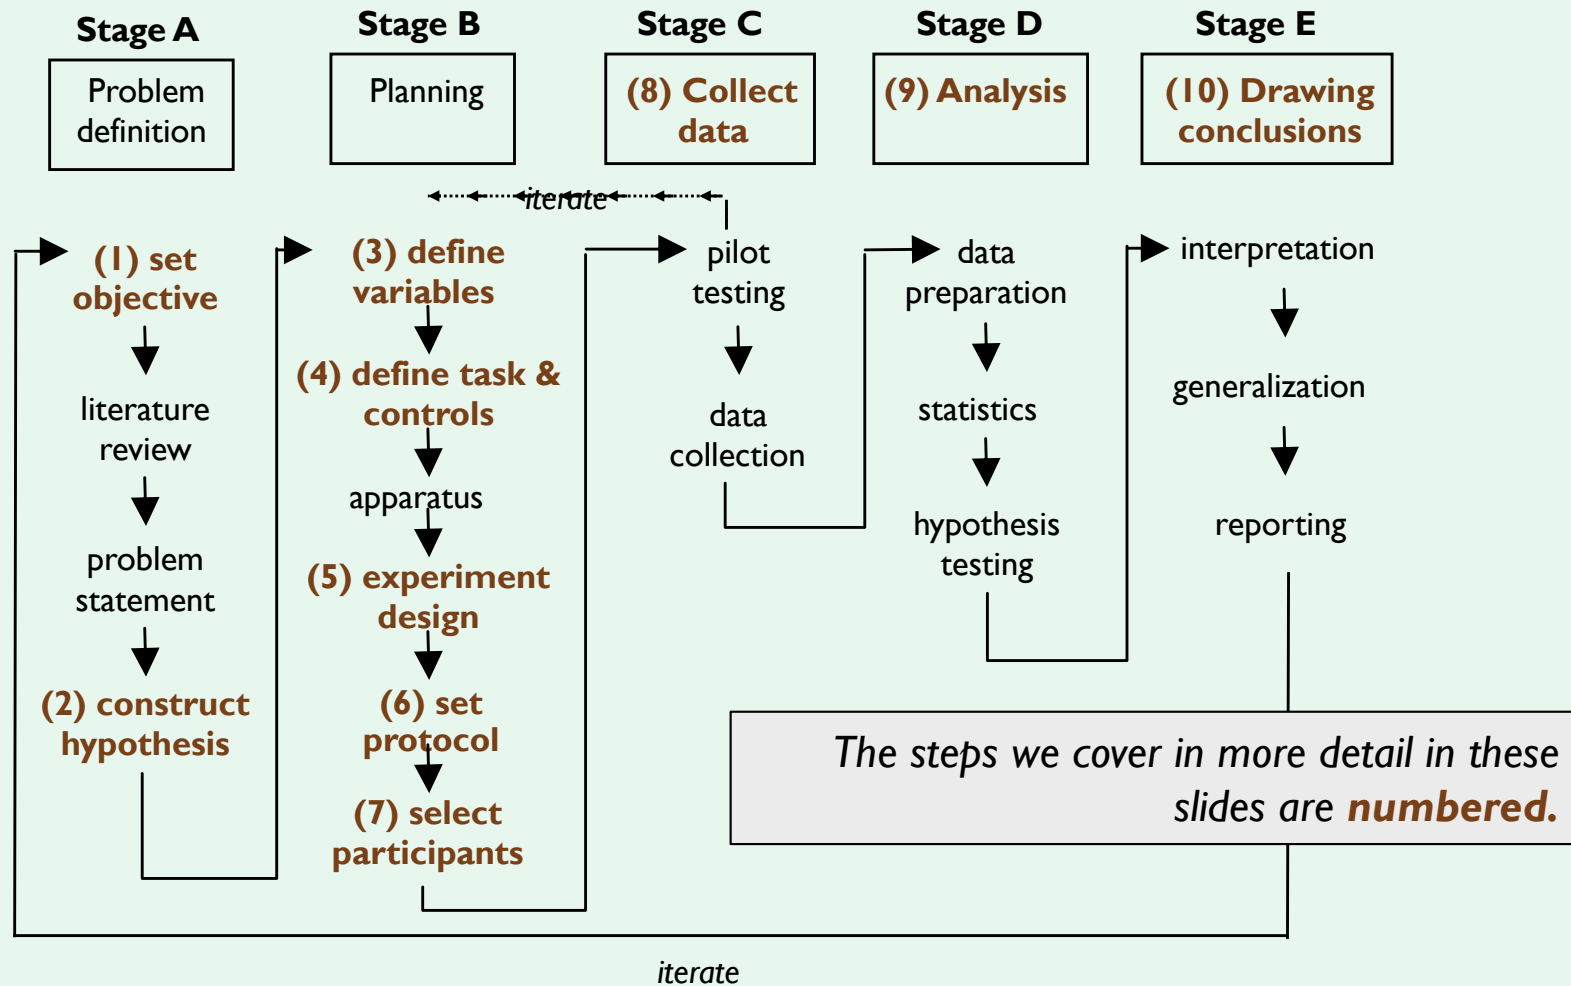 Stage A
Problem
definition
(1) set
objective
literature
review
problem
statement
(2) construct
hypothesis
Stage B
Planning
(3) define
variables
(4) define task &
controls
apparatus
(5) experiment
design
(6) set
protocol
(7) select
participants
Stage C
(8) Collect
data
iterate
pilot
testing
data
collection
Stage D
(9) Analysis
data
preparation
statistics
hypothesis
testing
Stage E
(10) Drawing
conclusions
interpretation
generalization
reporting
The steps we cover in more detail in these
slides are numbered.
iterate